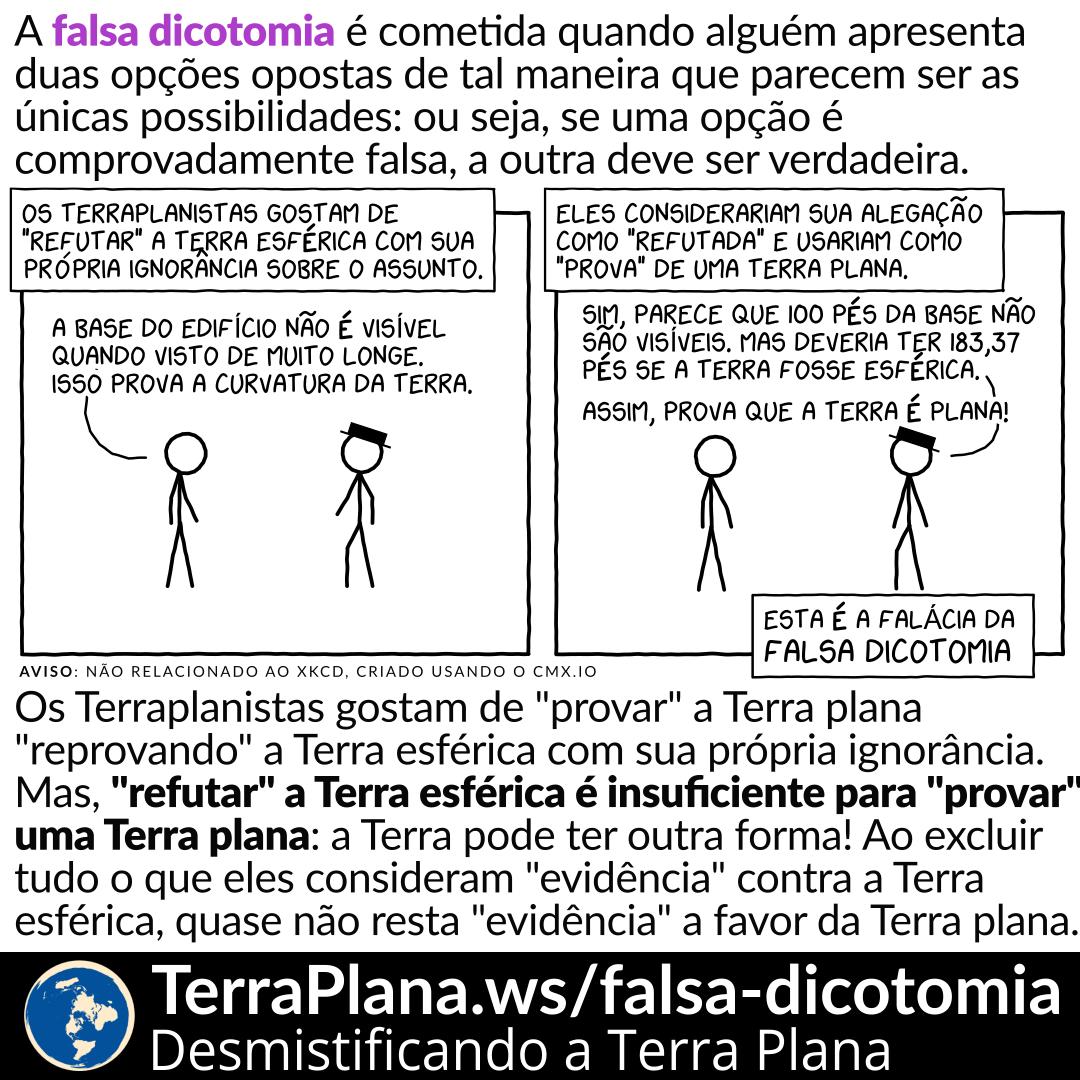 A falsa dicotomia é cometida quando alguém apresenta
duas opções opostas de tal maneira que parecem ser as
únicas possibilidades: ou seja, se uma opção é
comprovadamente falsa, a outra deve ser verdadeira.
OS TERRAPLANISTAS GOSTAM DE
"REFUTAR" A TERRA ESFÉRICA COM SUA
PRÓPRIA IGNORÂNCIA SOBRE O ASSUNTO.
A BASE DO EDIFÍCIO NÃO É VISÍVEL
QUANDO VISTO DE MUITO LONGE.
ISSO PROVA A CURVATURA DA TERRA.
ELES CONSIDERARIAM SUA ALEGAÇÃO
COMO "REFUTADA" E USARIAM COMO
"PROVA" DE UMA TERRA PLANA.
SIM, PARECE QUE 100 PÉS DA BASE NÃO
SÃO VISÍVEIS. MAS DEVERIA TER 183,37
PÉS SE A TERRA FOSSE ESFÉRICA.
ASSIM, PROVA QUE A TERRA É PLANA!
ESTA É A FALÁCIA DA
FALSA DICOTOMIA
AVISO: NÃO RELACIONADO AO XKCD, CRIADO USANDO O CMX.IO
Os Terraplanistas gostam de "provar" a Terra plana
"reprovando" a Terra esférica com sua própria ignorância.
Mas, "refutar" a Terra esférica é insuficiente para "provar"
uma Terra plana: a Terra pode ter outra forma! Ao excluir
tudo o que eles consideram "evidência" contra a Terra
esférica, quase não resta "evidência" a favor da Terra plana.
TerraPlana.ws/falsa-dicotomia
Desmistificando a Terra Plana